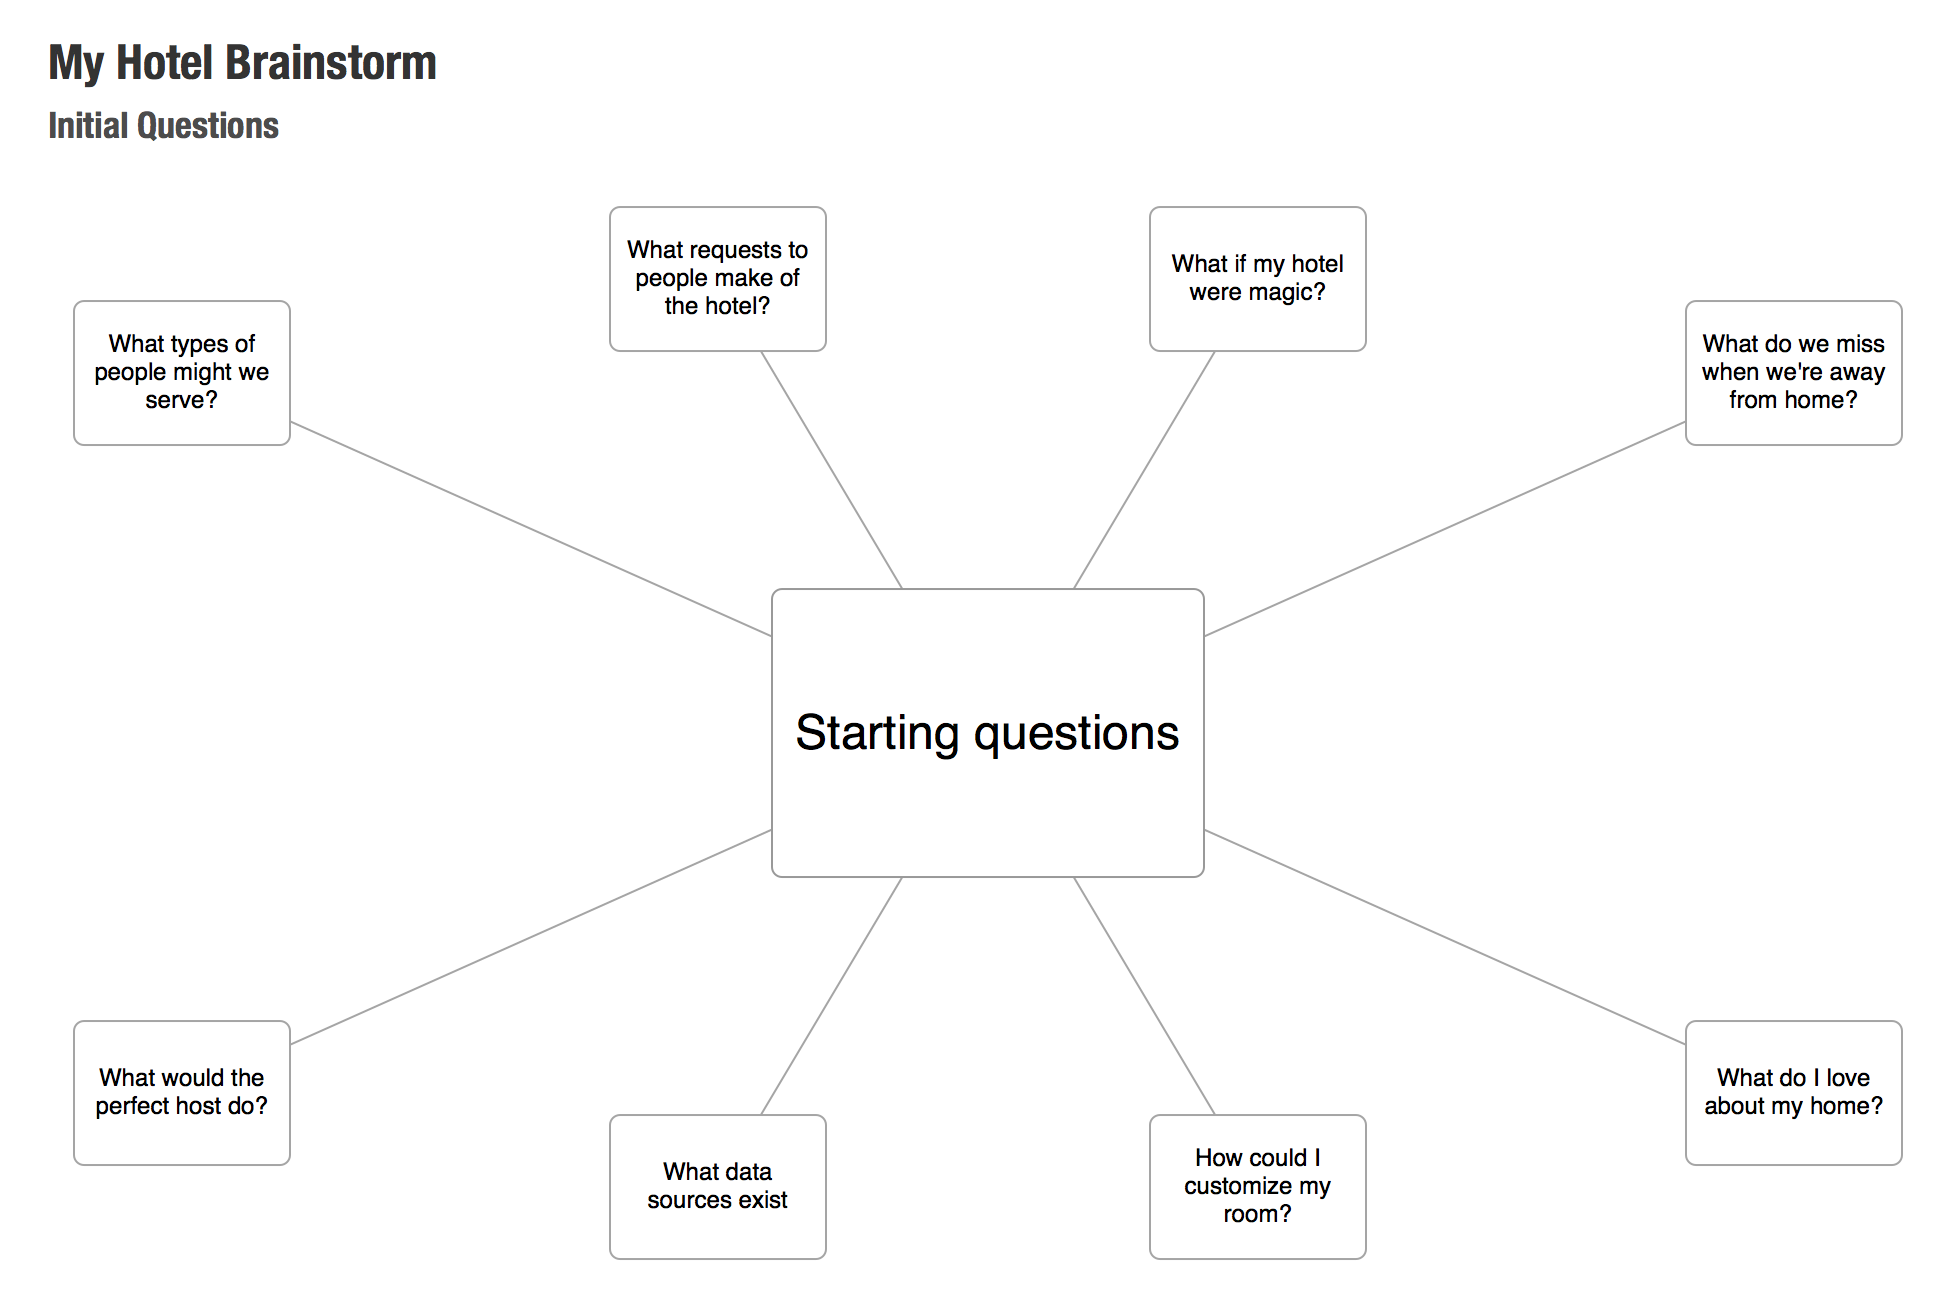 My Hotel Brainstorm
Initial Questions
What requests to
people make of
the hotel?
What if my hotel
were magic?
What types of
people might we
serve?
What do we miss
when we're away
from home?
Starting questions
What would the
perfect host do?
What do I love
about my home?
What data
sources exist
How could I
customize my
room?